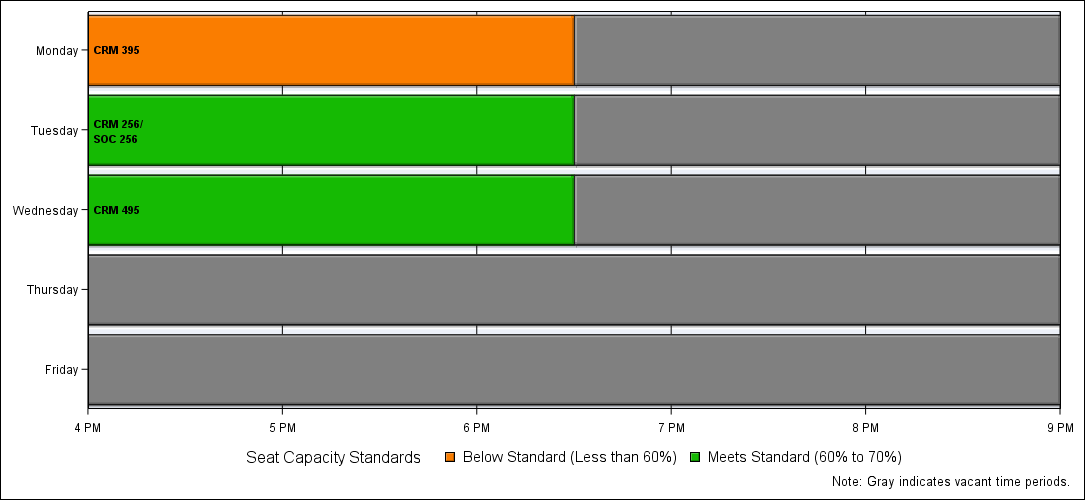 Monday
CRM 395
Tuesday
CRM 256/
SOC 256
Wednesday
CRM 495
Thursday
Friday
4 PM 5 PM 6 PM 7 PM 8 PM 9 PM
Seat Capacity Standards Below Standard (Less than 60%) Meets Standard (60% to 70%)
Note: Gray indicates vacant time periods.